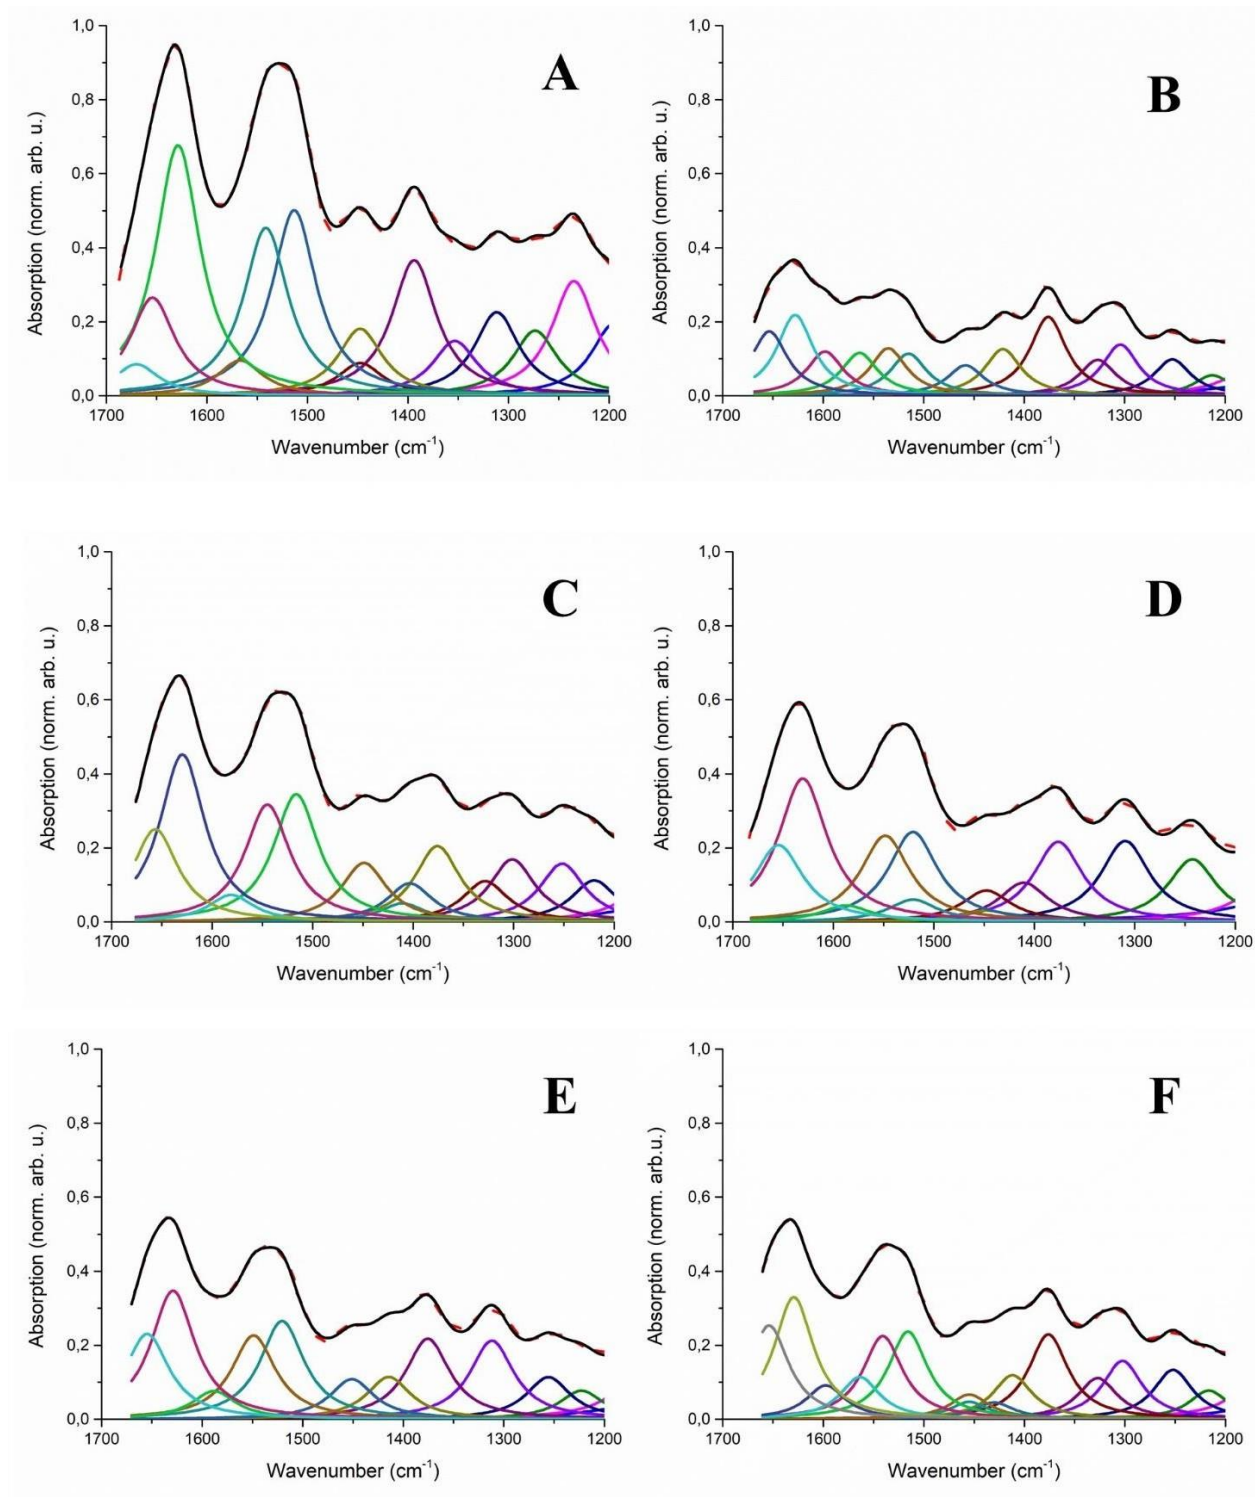 A
1,0
0,8
0,6
0,4
0,2
0,0
1700 1600 1500 1400 1300 1200
Absorption (norm. arb. u.)
Wavenumber (cm-1)
B
1,0
0,8
0,6
0,4
0,2
0,0
1700 1600 1500 1400 1300 1200
Absorption (norm. arb. u.)
Wavenumber (cm-1)
C
1,0
0,8
0,6
0,4
0,2
0,0
1700 1600 1500 1400 1300 1200
Absorption (norm. arb. u.)
Wavenumber (cm-1)
D
1,0
0,8
0,6
0,4
0,2
0,0
1700 1600 1500 1400 1300 1200
Absorption (norm. arb. u.)
Wavenumber (cm-1)
E
1,0
0,8
0,6
0,4
0,2
0,0
1700 1600 1500 1400 1300 1200
Absorption (norm. arb. u.)
Wavenumber (cm-1)
F
1,0
0,8
0,6
0,4
0,2
0,0
1700 1600 1500 1400 1300 1200
Absorption (norm. arb.u.)
Wavenumber (cm-1)